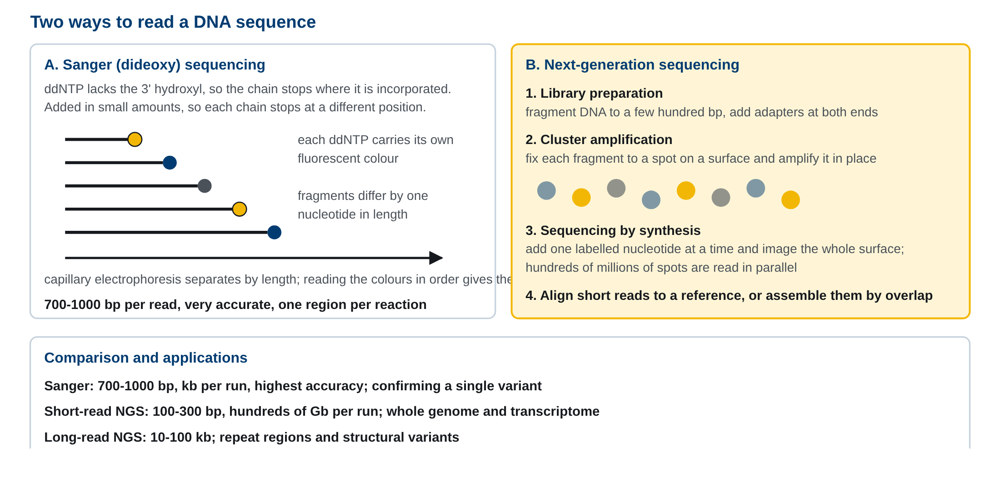 Two ways to read a DNA sequence
A. Sanger (dideoxy) sequencing
ddNTP lacks the 3' hydroxyl, so the chain stops where it is incorporated.
Added in small amounts, so each chain stops at a different position.
each ddNTP carries its own
fluorescent colour
fragments differ by one
nucleotide in length
capillary electrophoresis separates by length; reading the colours in order gives the
700-1000 bp per read, very accurate, one region per reaction
B. Next-generation sequencing
1. Library preparation
fragment DNA to a few hundred bp, add adapters at both ends
2. Cluster amplification
fix each fragment to a spot on a surface and amplify it in place
3. Sequencing by synthesis
add one labelled nucleotide at a time and image the whole surface;
hundreds of millions of spots are read in parallel
4. Align short reads to a reference, or assemble them by overlap
Comparison and applications
Sanger: 700-1000 bp, kb per run, highest accuracy; confirming a single variant
Short-read NGS: 100-300 bp, hundreds of Gb per run; whole genome and transcriptome
Long-read NGS: 10-100 kb; repeat regions and structural variants